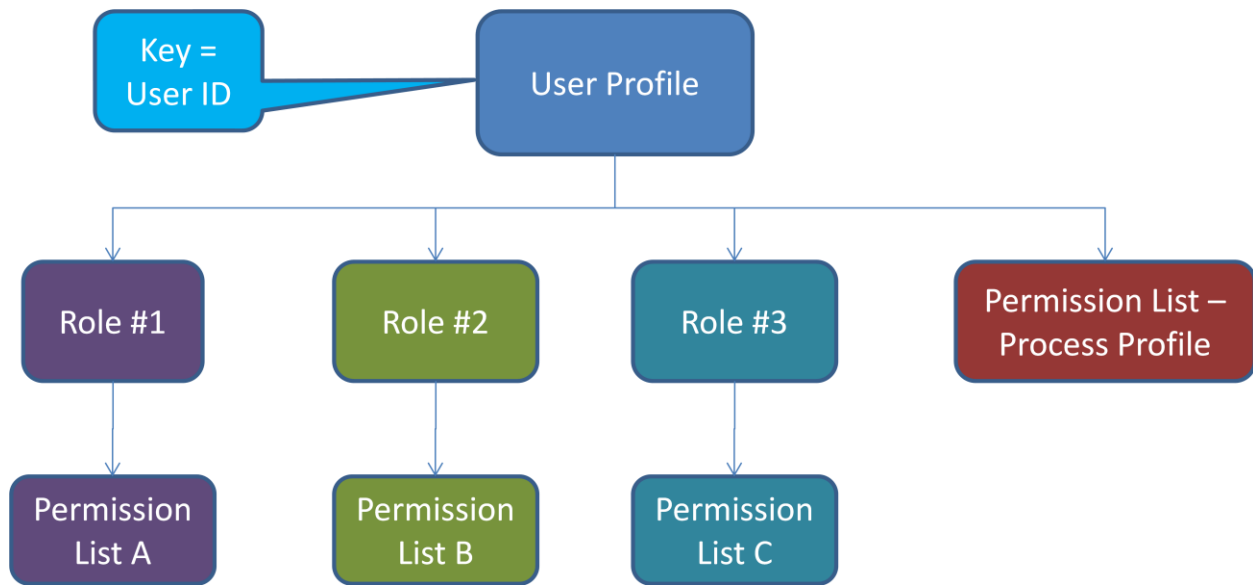 Key =
User ID
User Profile
Role #1
Role #2
Role #3
Permission List –
Process Profile
Permission
List A
Permission
List B
Permission
List C